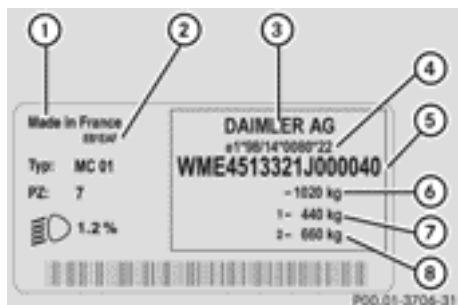 1
2
3
4
5
6
7
8
Made in France
DAIMLER AG
e1*98/14*0080*22
WME4513321J000040
Typ: MC 01
PZ: 7
1.2 %
- 1020 kg
1 - 440 kg
2 - 660 kg
P00.01-3706-31